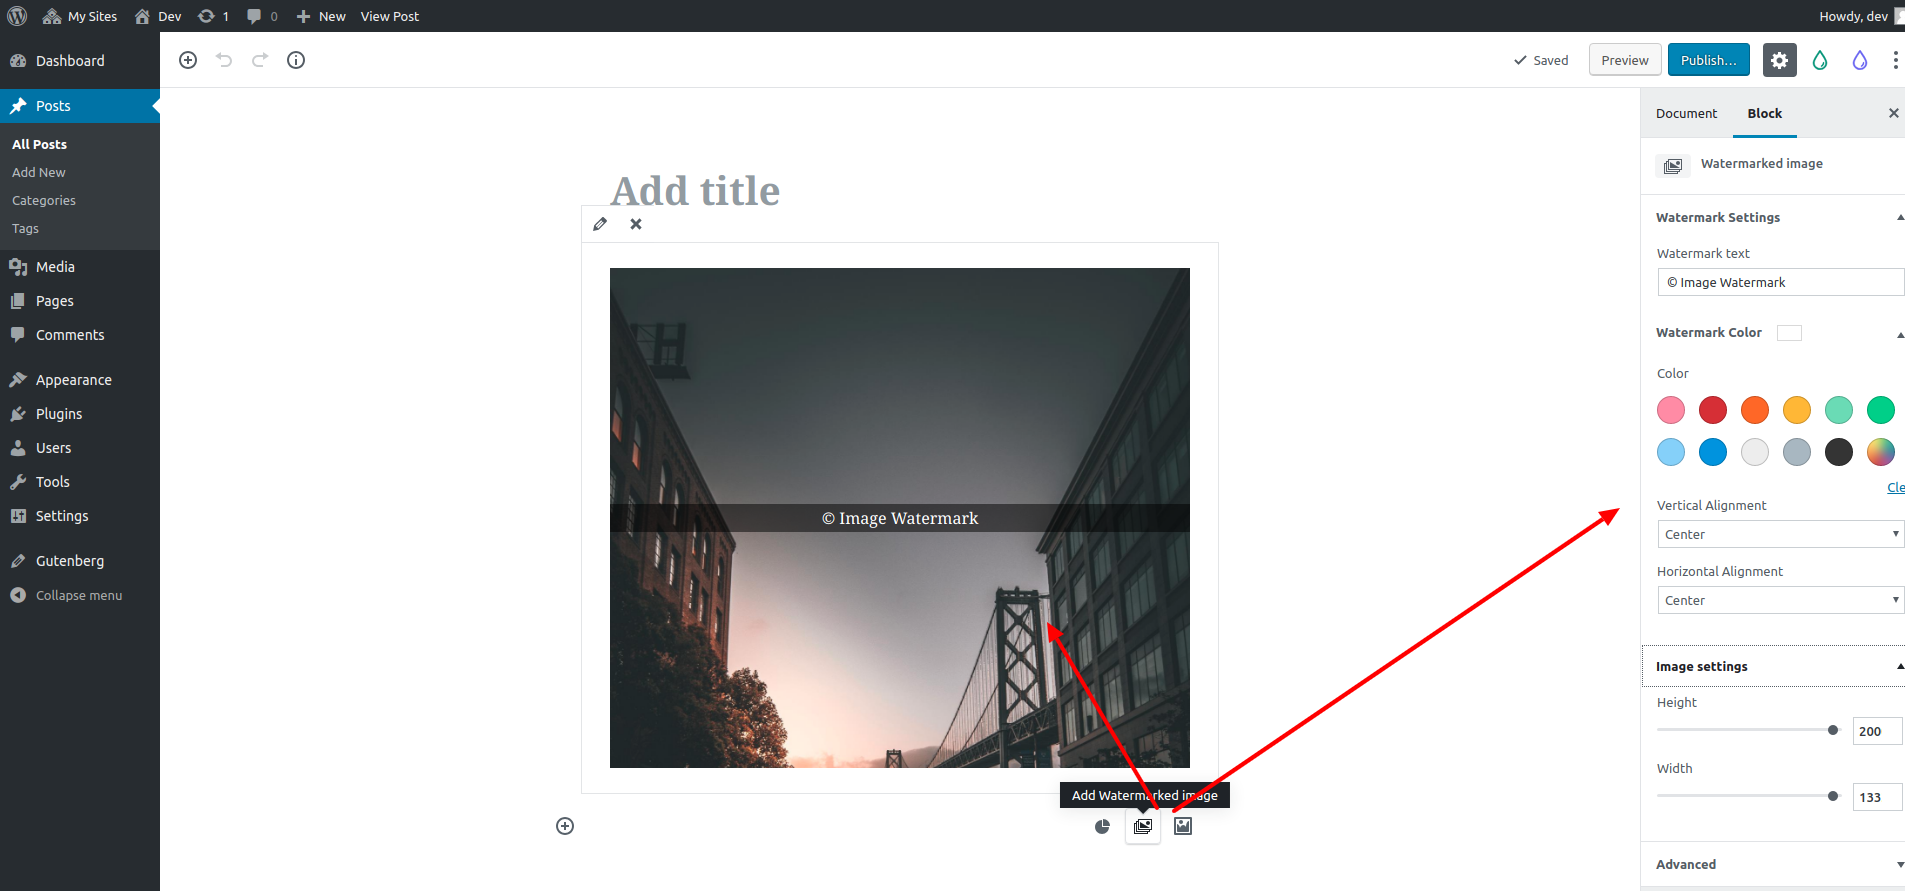 My Sites Dev 1 0 New View Post Howdy, dev
Dashboard
Posts
All Posts
Add New
Categories
Tags
Media
Pages
Comments
Appearance
Plugins
Users
Tools
Settings
Gutenberg
Collapse menu
Saved Preview Publish...
Add title
H
© Image Watermark
Add Watermarked image
Document Block
Watermarked image
Watermark Settings
Watermark text
© Image Watermark
Watermark Color
Color
Cle
Vertical Alignment
Center
Horizontal Alignment
Center
Image settings
Height
200
Width
133
Advanced